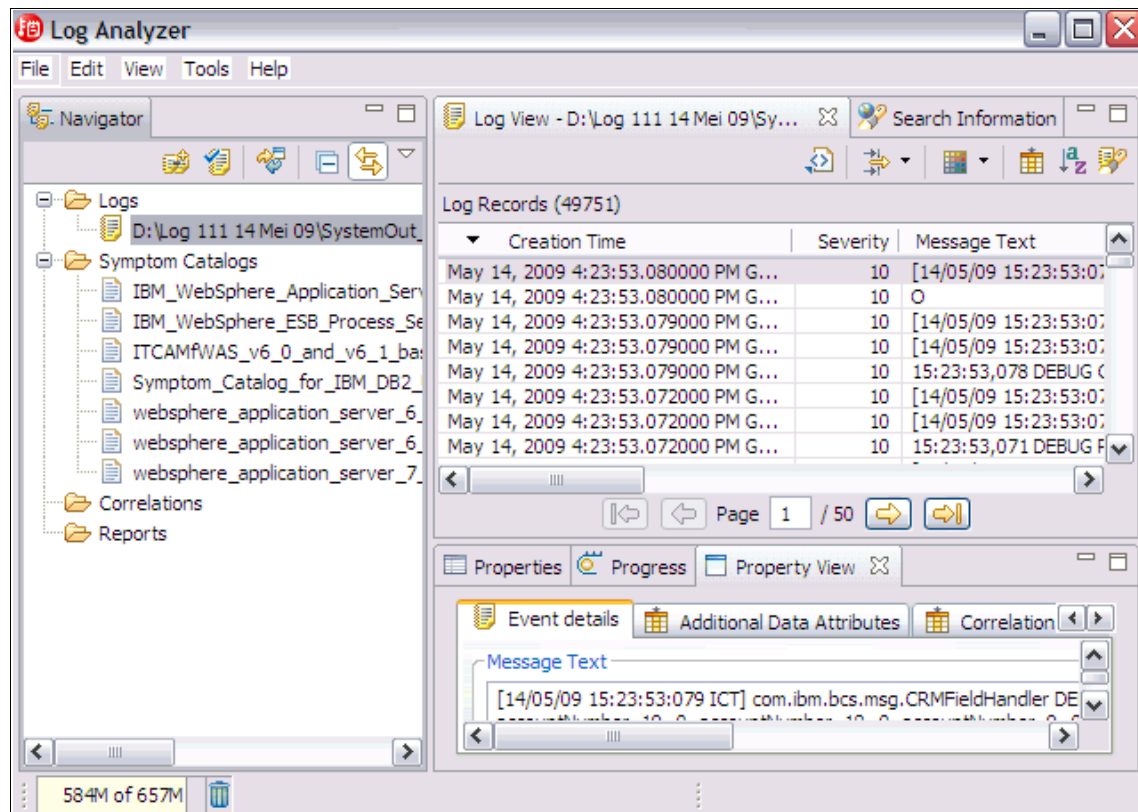 Log Analyzer
File Edit View Tools Help
Navigator
Logs
D:\Log 111 14 Mei 09\SystemOut_
Symptom Catalogs
IBM_WebSphere_Application_Serv
IBM_WebSphere_ESB_Process_Se
ITCAMfWAS_v6_0_and_v6_1_ba
Symptom_Catalog_for_IBM_DB2_
websphere_application_server_6_
websphere_application_server_6_
websphere_application_server_7_
Correlations
Reports
584M of 657M
Log View - D:\Log 111 14 Mei 09\Sy... Search Information
Log Records (49751)
Creation Time Severity Message Text
May 14, 2009 4:23:53.080000 PM G... 10 [14/05/09 15:23:53:07
May 14, 2009 4:23:53.080000 PM G... 10 O
May 14, 2009 4:23:53.079000 PM G... 10 [14/05/09 15:23:53:07
May 14, 2009 4:23:53.079000 PM G... 10 [14/05/09 15:23:53:07
May 14, 2009 4:23:53.079000 PM G... 10 15:23:53,078 DEBUG
May 14, 2009 4:23:53.072000 PM G... 10 [14/05/09 15:23:53:07
May 14, 2009 4:23:53.072000 PM G... 10 [14/05/09 15:23:53:07
May 14, 2009 4:23:53.072000 PM G... 10 15:23:53,071 DEBUG
Page 1 / 50
Properties Progress Property View
Event details Additional Data Attributes Correlation
Message Text
[14/05/09 15:23:53:079 ICT] com.ibm.bcs.msg.CRMFieldHandler DE